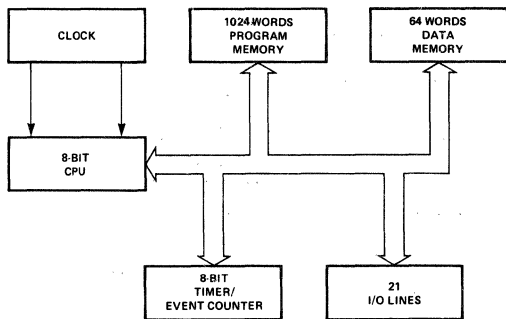 CLOCK
1024-WORDS
PROGRAM
MEMORY
64 WORDS
DATA
MEMORY
8-BIT
CPU
8-BIT
TIMER/
EVENT COUNTER
21
I/O LINES